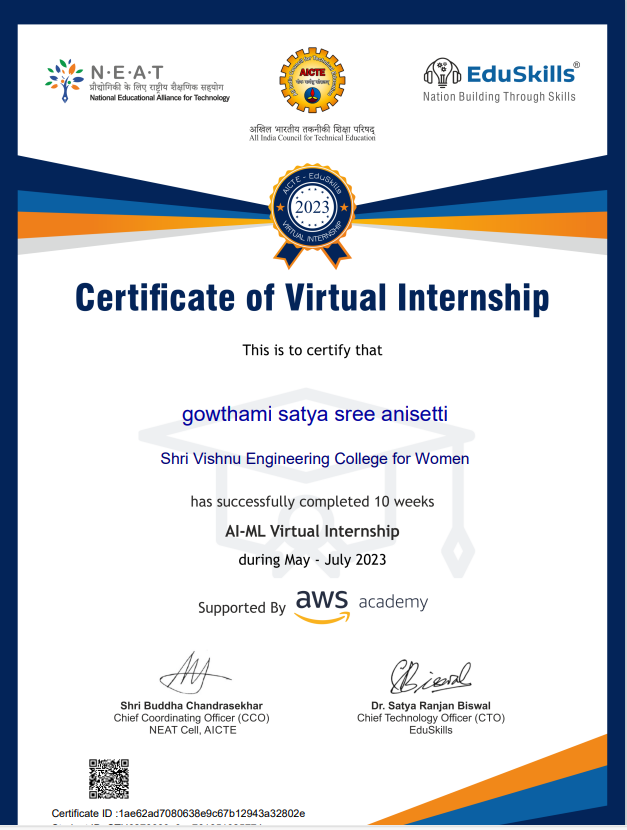 N·E·A·T
प्रौद्योगिकी के लिए राष्ट्रीय शैक्षणिक सहयोग
National Educational Alliance for Technology
AICTE
अखिल भारतीय तकनीकी शिक्षा परिषद्
All India Council for Technical Education
EduSkills®
Nation Building Through Skills
AICTE - EduSkills
2023
VIRTUAL INTERNSHIP
Certificate of Virtual Internship
This is to certify that
gowthami satya sree anisetti
Shri Vishnu Engineering College for Women
has successfully completed 10 weeks
AI-ML Virtual Internship
during May - July 2023
Supported By aws academy
Shri Buddha Chandrasekhar
Chief Coordinating Officer (CCO)
NEAT Cell, AICTE
Dr. Satya Ranjan Biswal
Chief Technology Officer (CTO)
EduSkills
Certificate ID :1ae62ad7080638e9c67b12943a32802e